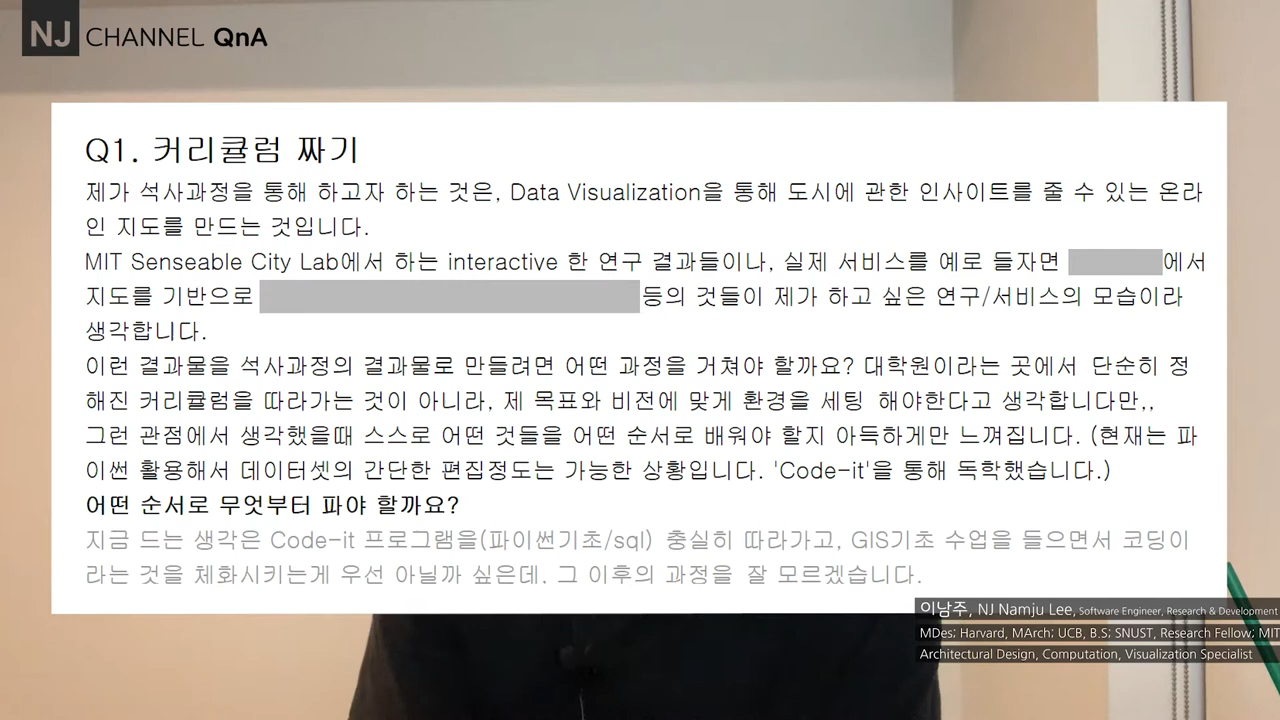 NJ CHANNEL QnA
Q1. 커리큘럼 짜기
제가 석사과정을 통해 하고자 하는 것은, Data Visualization을 통해 도시에 관한 인사이트를 줄 수 있는 온라
인 지도를 만드는 것입니다.
MIT Senseable City Lab에서 하는 interactive 한 연구 결과들이나, 실제 서비스를 예로 들자면 에서
지도를 기반으로 등의 것들이 제가 하고 싶은 연구/서비스의 모습이라
생각합니다.
이런 결과물을 석사과정의 결과물로 만들려면 어떤 과정을 거쳐야 할까요? 대학원이라는 곳에서 단순히 정
해진 커리큘럼을 따라가는 것이 아니라, 제 목표와 비전에 맞게 환경을 세팅 해야한다고 생각합니다만,,
그런 관점에서 생각했을때 스스로 어떤 것들을 어떤 순서로 배워야 할지 아득하게만 느껴집니다. (현재는 파
이썬 활용해서 데이터셋의 간단한 편집정도는 가능한 상황입니다. 'Code-it'을 통해 독학했습니다.)
어떤 순서로 무엇부터 파야 할까요?
지금 드는 생각은 Code-it 프로그램을(파이썬기초/sql) 충실히 따라가고, GIS기초 수업을 들으면서 코딩이
라는 것을 체화시키는게 우선 아닐까 싶은데, 그 이후의 과정을 잘 모르겠습니다.
이남주, NJ Namju Lee, Software Engineer, Research & Development
MDes; Harvard, MArch; UCB, B.S; SNUST, Research Fellow; MIT
Architectural Design, Computation, Visualization Specialist